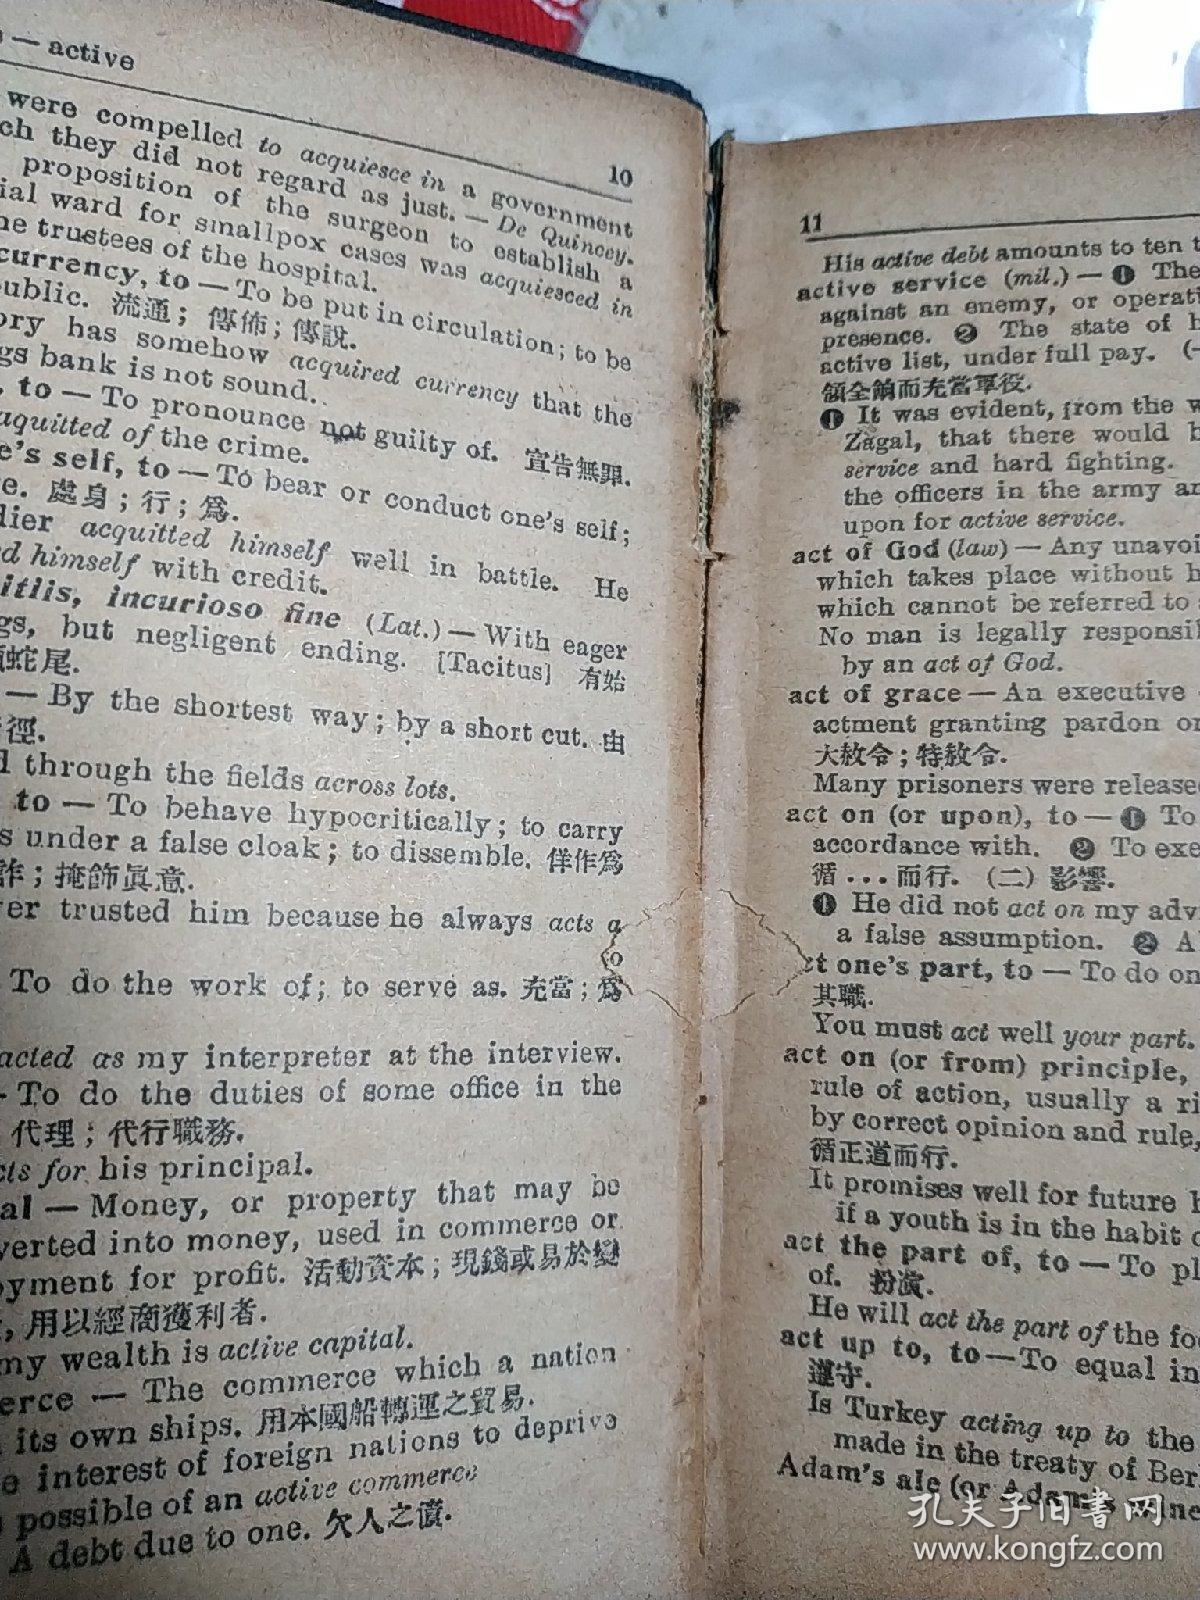 — active
10
were compelled to acquiesce in a government
ch they did not regard as just. — De Quincey.
proposition of the surgeon to establish a
ial ward for smallpox cases was acquiesced in
he trustees of the hospital.
currency, to — To be put in circulation; to be
ublic. 流通；傳佈；傳說.
ory has somehow acquired currency that the
gs bank is not sound.
, to — To pronounce not guilty of. 宣告無罪.
aquitted of the crime.
e's self, to — To bear or conduct one's self;
e. 處身；行；爲.
dier acquitted himself well in battle. He
ed himself with credit.
itiis, incurioso fine (Lat.) — With eager
gs, but negligent ending. [Tacitus] 有始
蛇尾.
— By the shortest way; by a short cut. 由
徑.
d through the fields across lots.
to — To behave hypocritically; to carry
s under a false cloak; to dissemble. 佯作爲
詐；掩飾眞意.
er trusted him because he always acts a
to
To do the work of; to serve as. 充當；爲
acted as my interpreter at the interview.
- To do the duties of some office in the
代理；代行職務.
cts for his principal.
al — Money, or property that may be
verted into money, used in commerce or
oyment for profit. 活動資本；現錢或易於變
, 用以經商獲利者.
my wealth is active capital.
erce — The commerce which a nation
its own ships. 用本國船轉運之貿易.
e interest of foreign nations to deprive
possible of an active commerce
A debt due to one. 欠人之債.
11
His active debt amounts to ten t
active service (mil.) — ❶ The
against an enemy, or operati
presence. ❷ The state of h
active list, under full pay. (一
領全餉而充當軍役.
❶ It was evident, from the w
Zagal, that there would b
service and hard fighting.
the officers in the army an
upon for active service.
act of God (law) — Any unavoi
which takes place without h
which cannot be referred to
No man is legally responsil
by an act of God.
act of grace — An executive
actment granting pardon or
大赦令；特赦令.
Many prisoners were release
act on (or upon), to — ❶ To
accordance with. ❷ To exe
循...而行. (二) 影響.
❶ He did not act on my adv
a false assumption. ❷ A
ct one's part, to — To do on
其職.
You must act well your part.
act on (or from) principle,
rule of action, usually a ri
by correct opinion and rule,
循正道而行.
It promises well for future h
if a youth is in the habit o
act the part of, to — To pl
of. 扮演.
He will act the part of the fo
act up to, to — To equal in
遵守.
Is Turkey acting up to the
made in the treaty of Ber
Adam's ale (or Adam's wine
孔夫子旧书网
www.kongfz.com